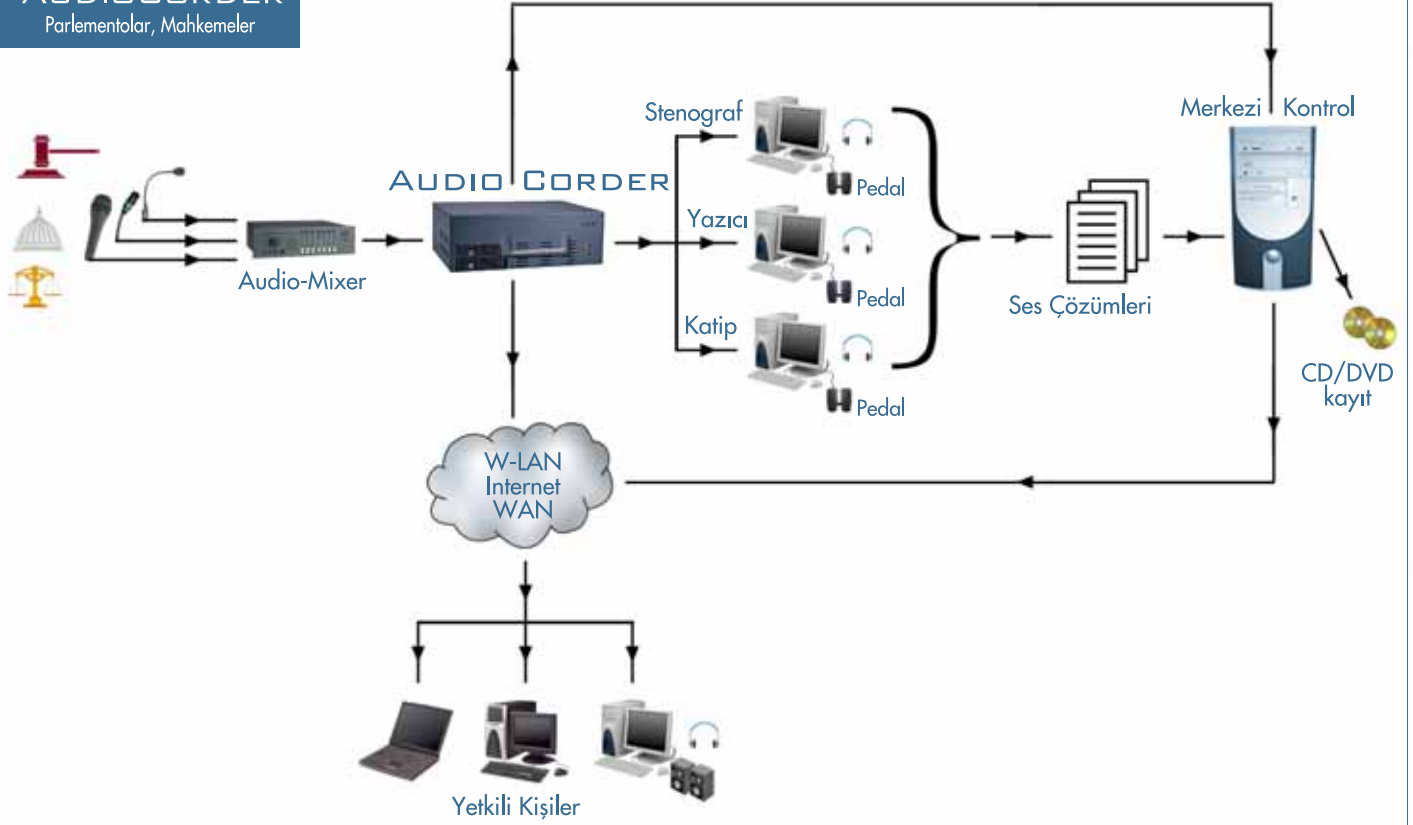 AUDIOCORDER
Parlementolar, Mahkemeler
Stenograf
Pedal
Merkezi Kontrol
AUDIO CORDER
Yazıcı
Pedal
Audio-Mixer
Ses Çözümleri
Katip
Pedal
CD/DVD
kayıt
W-LAN
Internet
WAN
Yetkili Kişiler